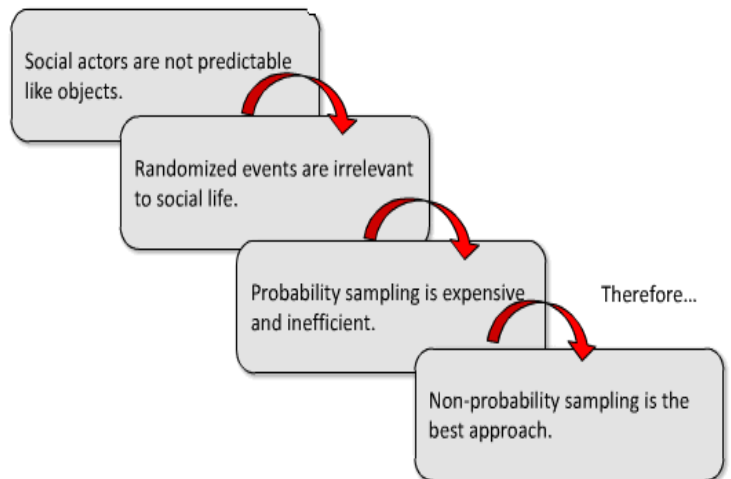 Social actors are not predictable
like objects.
Randomized events are irrelevant
to social life.
Probability sampling is expensive
and inefficient.
Therefore...
Non-probability sampling is the
best approach.